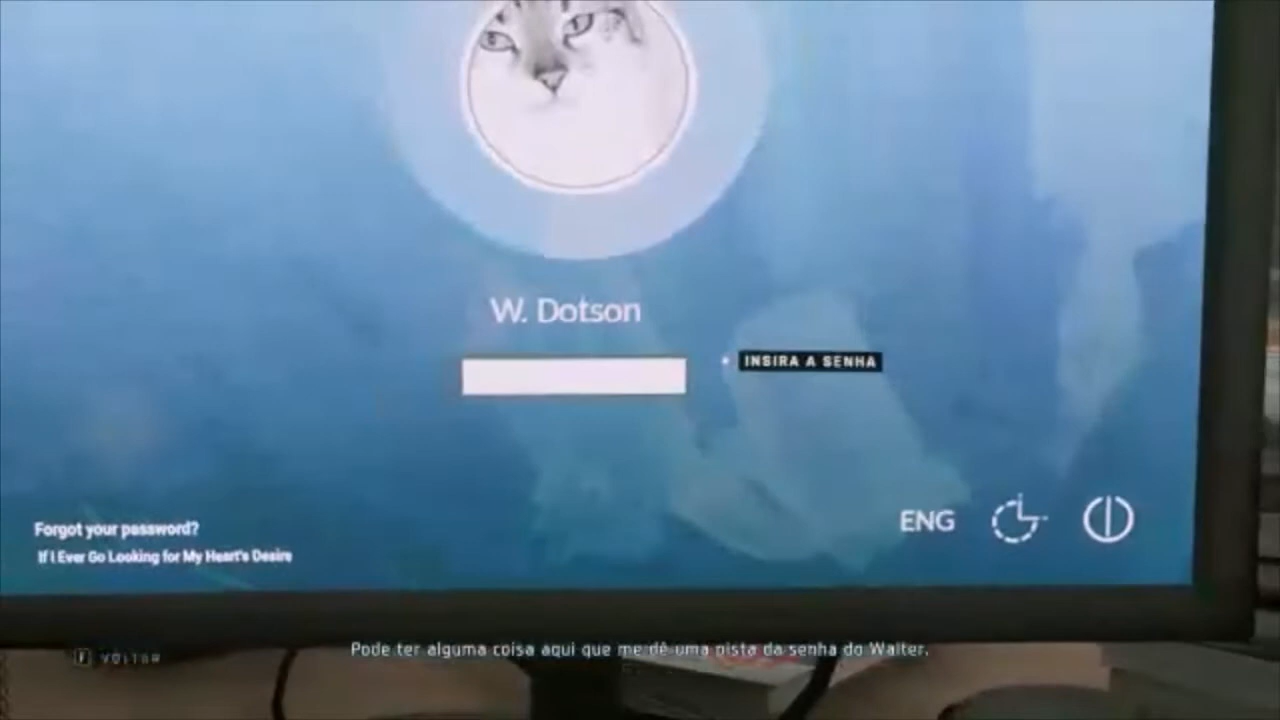 W. Dotson
INSIRA A SENHA
ENG
Forgot your password?
If I Ever Go Looking for My Heart's Desire
F VOLTAR
Pode ter alguma coisa aqui que me dê uma pista da senha do Walter.